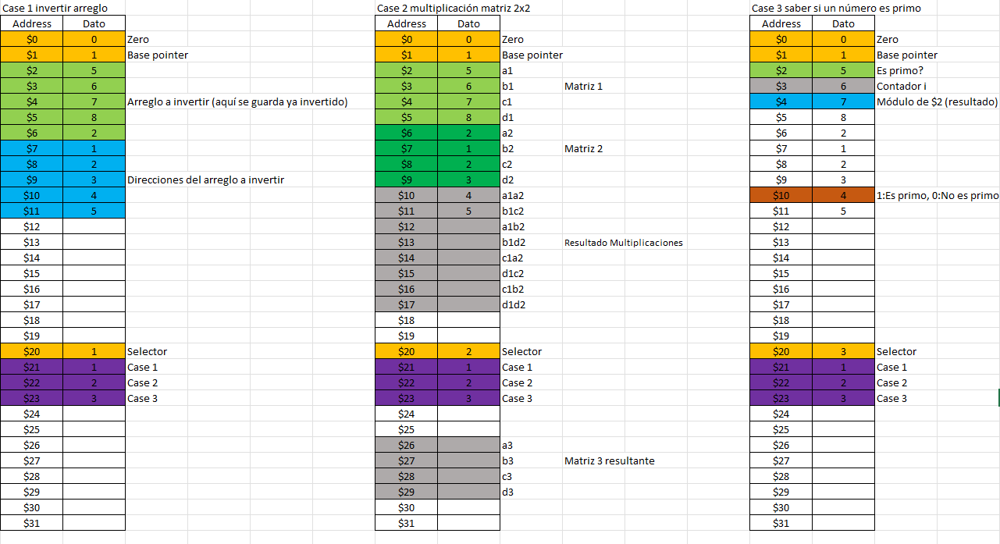 Case 1 invertir arreglo Case 2 multiplicación matriz 2x2 Case 3 saber si un número es primo
Address Dato Address Dato Address Dato
$0 0 Zero $0 0 Zero $0 0 Zero
$1 1 Base pointer $1 1 Base pointer $1 1 Base pointer
$2 5 $2 5 a1 $2 5 Es primo?
$3 6 $3 6 b1 Matriz 1 $3 6 Contador i
$4 7 Arreglo a invertir (aquí se guarda ya invertido) $4 7 c1 $4 7 Módulo de $2 (resultado)
$5 8 $5 8 d1 $5 8
$6 2 $6 2 a2 $6 2
$7 1 $7 1 b2 Matriz 2 $7 1
$8 2 $8 2 c2 $8 2
$9 3 Direcciones del arreglo a invertir $9 3 d2 $9 3
$10 4 $10 4 a1a2 $10 4 1:Es primo, 0:No es primo
$11 5 $11 5 b1c2 $11 5
$12 $12 a1b2 $12
$13 $13 b1d2 Resultado Multiplicaciones $13
$14 $14 c1a2 $14
$15 $15 d1c2 $15
$16 $16 c1b2 $16
$17 $17 d1d2 $17
$18 $18 $18
$19 $19 $19
$20 1 Selector $20 2 Selector $20 3 Selector
$21 1 Case 1 $21 1 Case 1 $21 1 Case 1
$22 2 Case 2 $22 2 Case 2 $22 2 Case 2
$23 3 Case 3 $23 3 Case 3 $23 3 Case 3
$24 $24 $24
$25 $25 $25
$26 $26 a3 $26
$27 $27 b3 Matriz 3 resultante $27
$28 $28 c3 $28
$29 $29 d3 $29
$30 $30 $30
$31 $31 $31